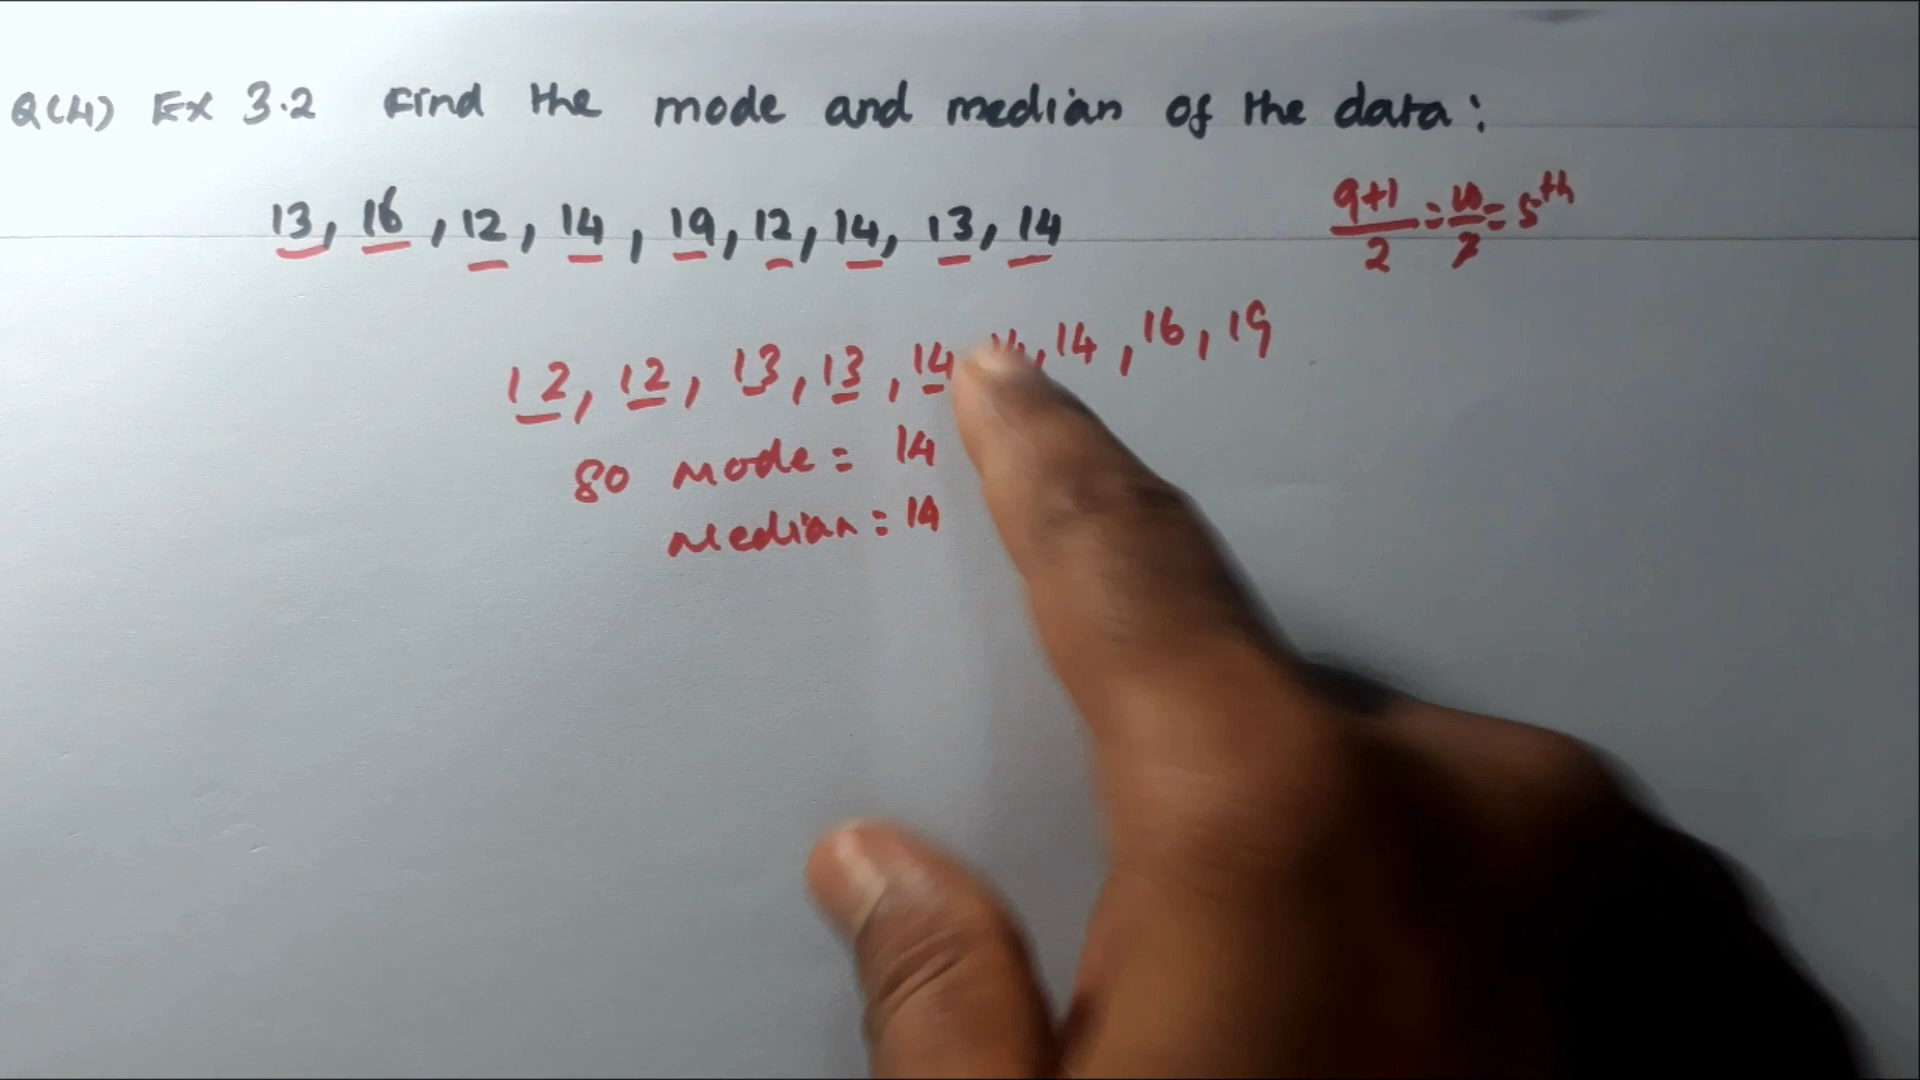 Q(4) Ex 3.2 Find the mode and median of the data:
13, 16, 12, 14, 19, 12, 14, 13, 14
9+1/2 = 10/2 = 5th
12, 12, 13, 13, 14, 14, 16, 19
So mode = 14
Median = 14